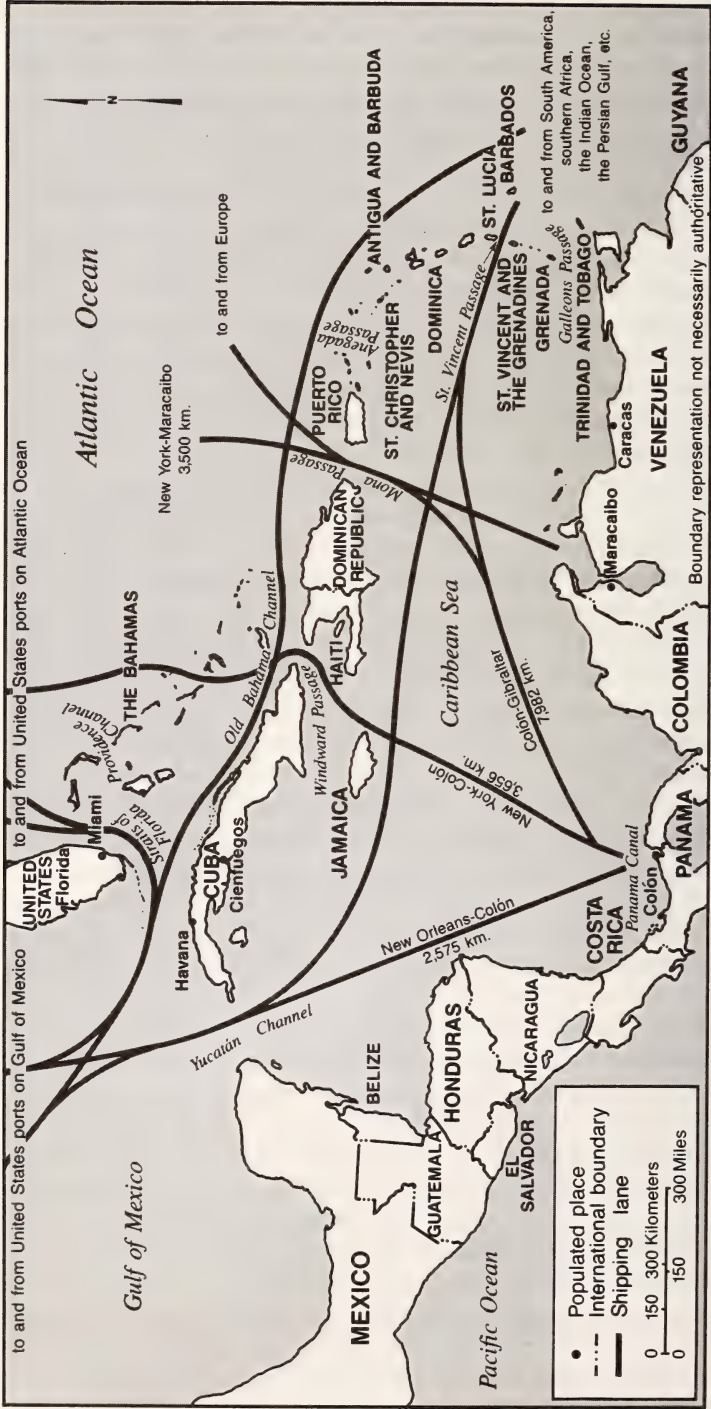 to and from United States ports on Gulf of Mexico
to and from United States ports on Atlantic Ocean
N
Atlantic Ocean
New York-Maracaibo
3,500 km.
to and from Europe
UNITED
STATES
Florida
Miami
Straits of
Florida
Providence
Channel
THE BAHAMAS
Gulf of Mexico
Havana
CUBA
Cienfuegos
Old Bahama Channel
Yucatán Channel
Windward Passage
HAITI
DOMINICAN
REPUBLIC
Mona
Passage
PUERTO
RICO
Anegada
Passage
ANTIGUA AND BARBUDA
ST. CHRISTOPHER
AND NEVIS
DOMINICA
St. Vincent Passage
ST. LUCIA
BARBADOS
JAMAICA
MEXICO
BELIZE
GUATEMALA
HONDURAS
EL
SALVADOR
NICARAGUA
New Orleans-Colón
2,575 km.
New York-Colón
3,656 km.
Caribbean Sea
Colón-Gibraltar
7,982 km.
ST. VINCENT AND
THE GRENADINES
GRENADA
Galleons Passage
TRINIDAD AND TOBAGO
to and from South America,
southern Africa,
the Indian Ocean,
the Persian Gulf, etc.
Pacific Ocean
COSTA
RICA
Panama Canal
Colón
PANAMA
COLOMBIA
Maracaibo
Caracas
VENEZUELA
GUYANA
Populated place
International boundary
Shipping lane
0 150 300 Kilometers
0 150 300 Miles
Boundary representation not necessarily authoritative